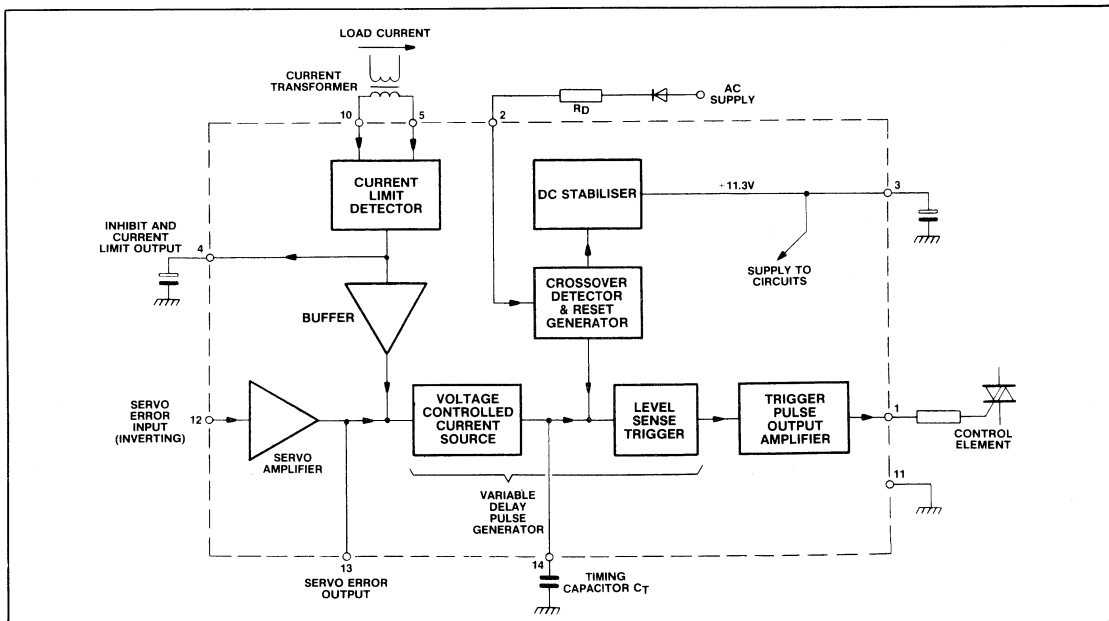 LOAD CURRENT
CURRENT
TRANSFORMER
10
5
2
RD
AC
SUPPLY
CURRENT
LIMIT
DETECTOR
DC STABILISER
+11.3V
3
INHIBIT AND
CURRENT
LIMIT OUTPUT
4
SUPPLY TO
CIRCUITS
CROSSOVER
DETECTOR
& RESET
GENERATOR
BUFFER
SERVO
ERROR
INPUT
(INVERTING)
12
SERVO
AMPLIFIER
VOLTAGE
CONTROLLED
CURRENT
SOURCE
LEVEL
SENSE
TRIGGER
TRIGGER
PULSE
OUTPUT
AMPLIFIER
1
CONTROL
ELEMENT
11
VARIABLE
DELAY
PULSE
GENERATOR
13
SERVO ERROR
OUTPUT
14
TIMING
CAPACITOR CT